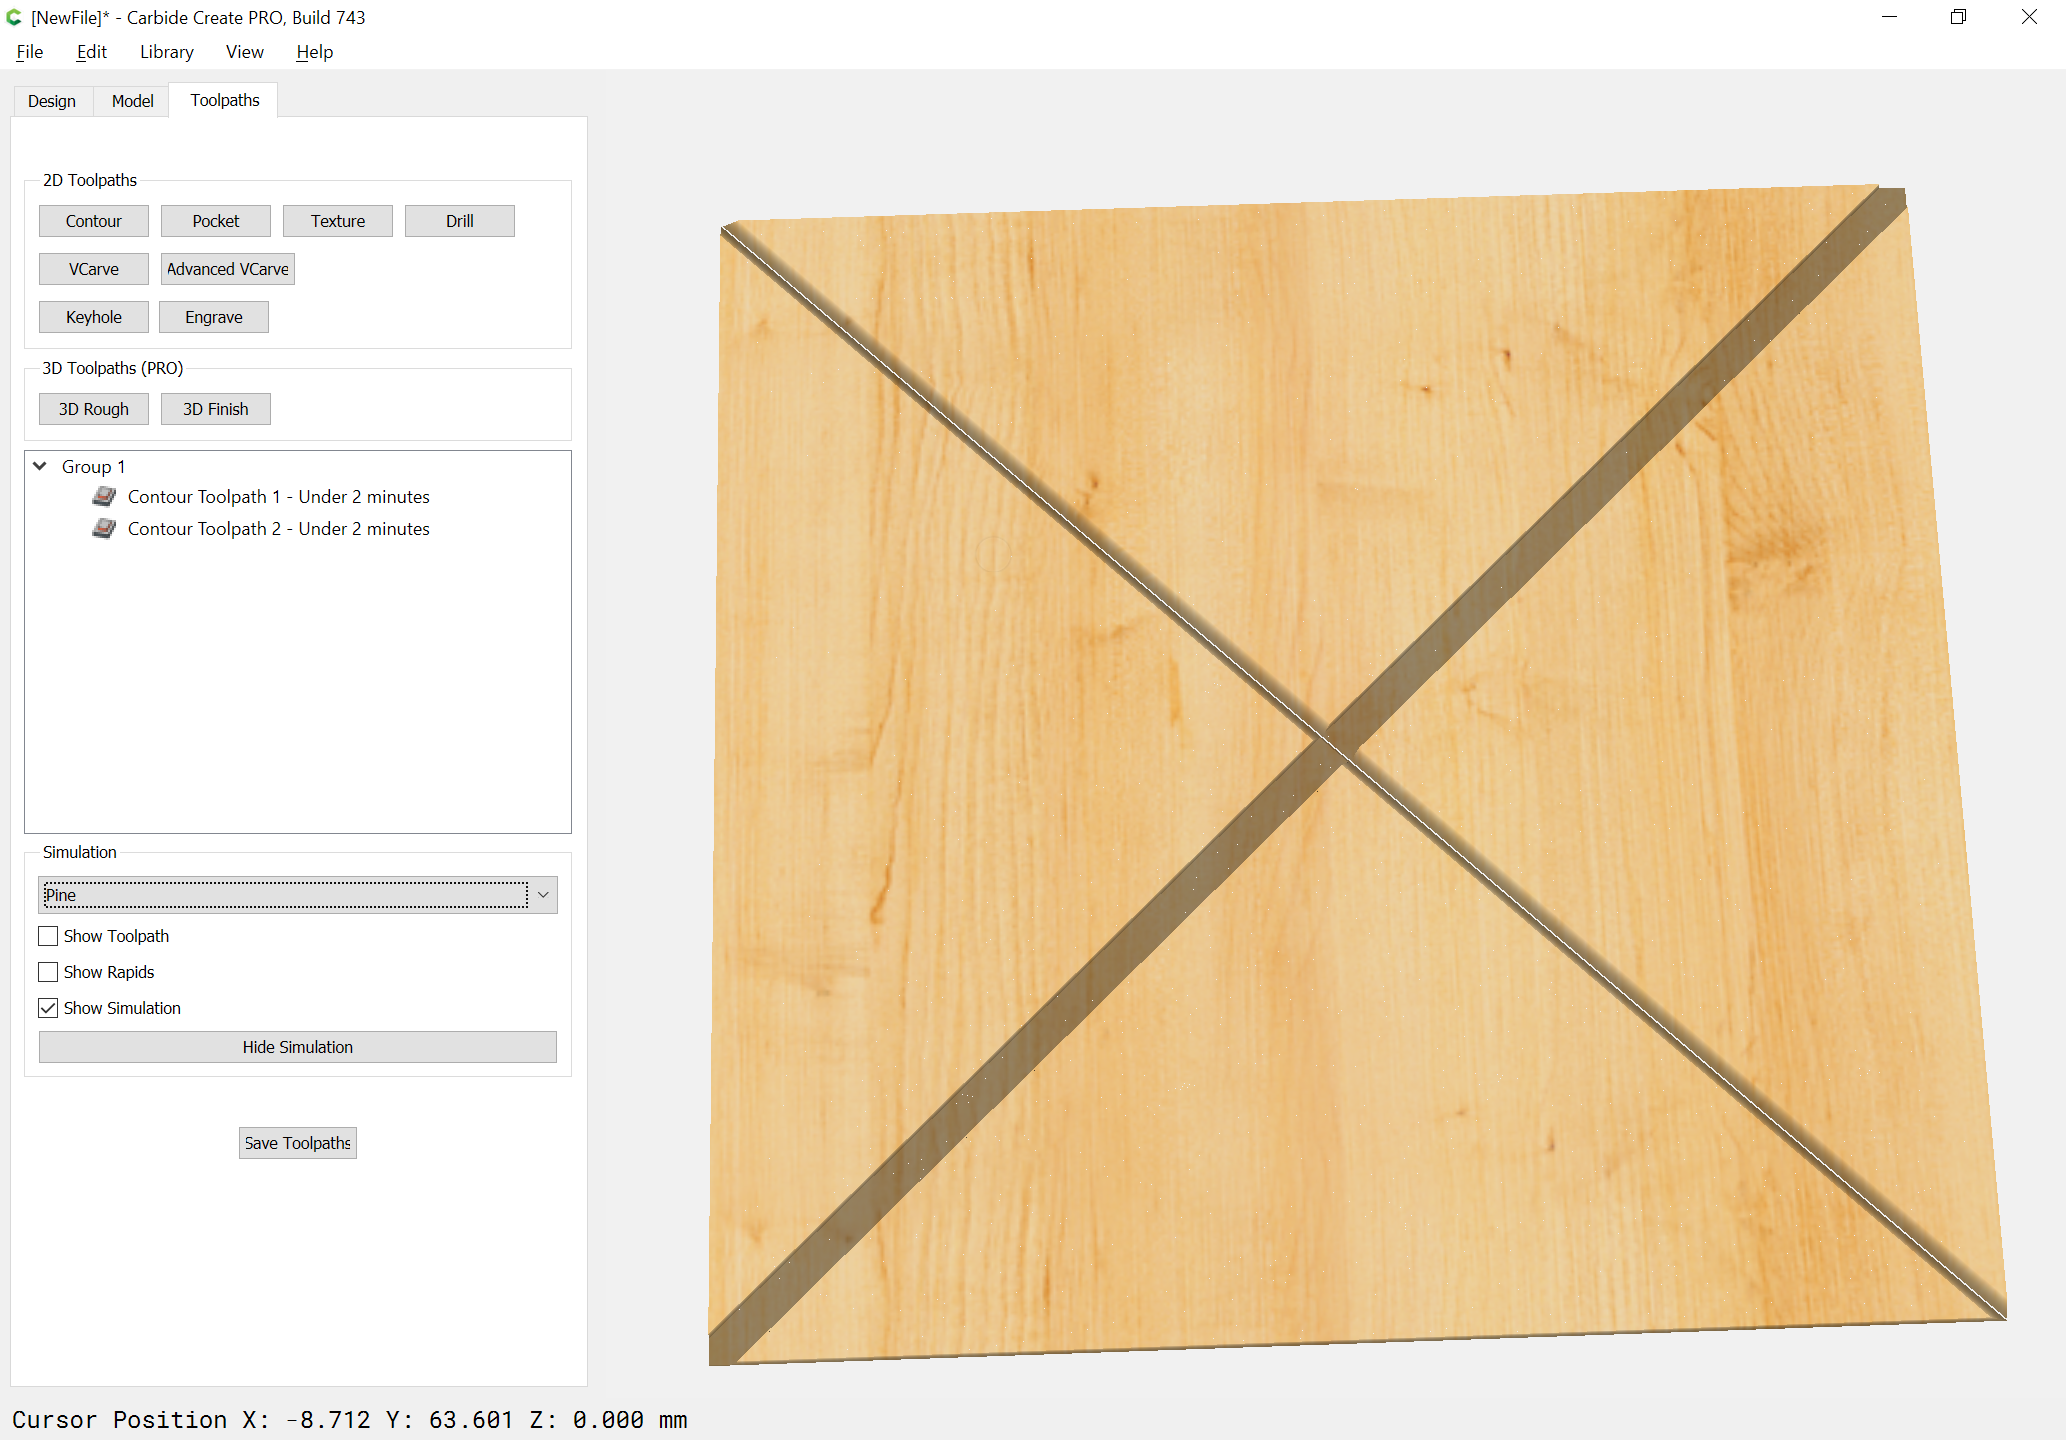 [NewFile]* - Carbide Create PRO, Build 743
File Edit Library View Help
Design Model Toolpaths
2D Toolpaths
Contour Pocket Texture Drill
VCarve Advanced VCarve
Keyhole Engrave
3D Toolpaths (PRO)
3D Rough 3D Finish
Group 1
Contour Toolpath 1 - Under 2 minutes
Contour Toolpath 2 - Under 2 minutes
Simulation
Pine
Show Toolpath
Show Rapids
Show Simulation
Hide Simulation
Save Toolpaths
Cursor Position X: -8.712 Y: 63.601 Z: 0.000 mm